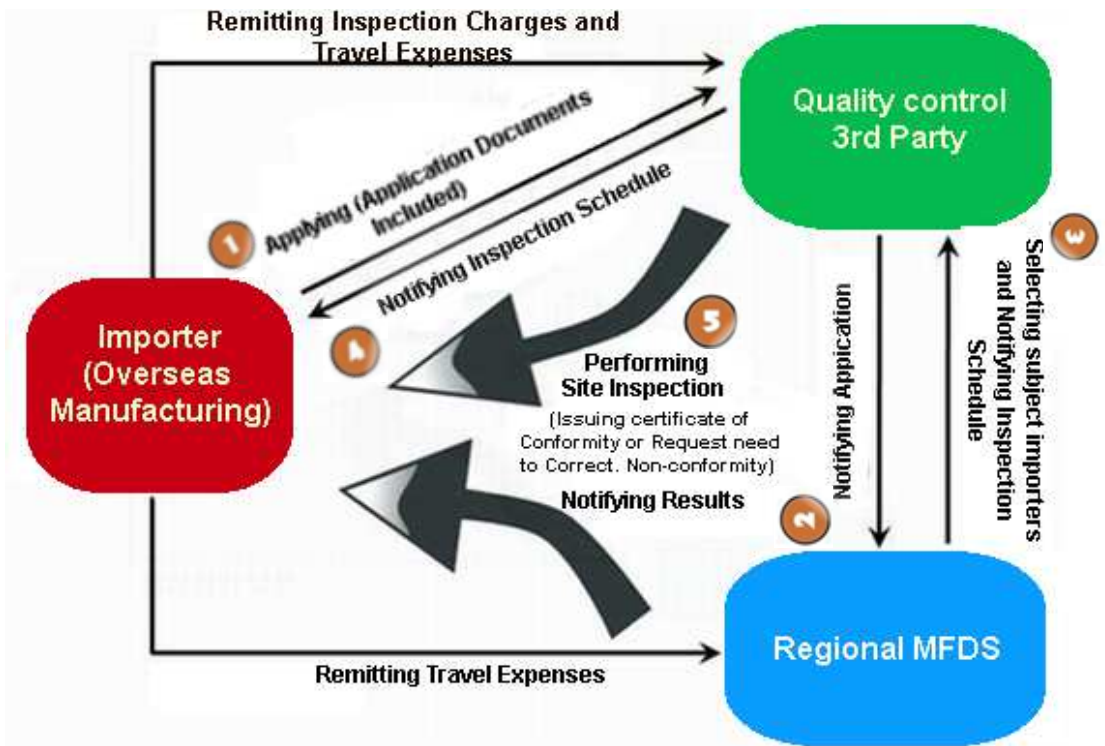 Remitting Inspection Charges and
Travel Expenses
Quality control
3rd Party
1
Applying (Application Documents
Included)
Notifying Inspection Schedule
4
Importer
(Overseas
Manufacturing)
5
Performing
Site Inspection
(Issuing certificate of
Conformity or Request need
to Correct. Non-conformity)
Notifying Results
2
Notifying Appication
3
Selecting subject importers
and Notifying Inspection
Schedule
Regional MFDS
Remitting Travel Expenses